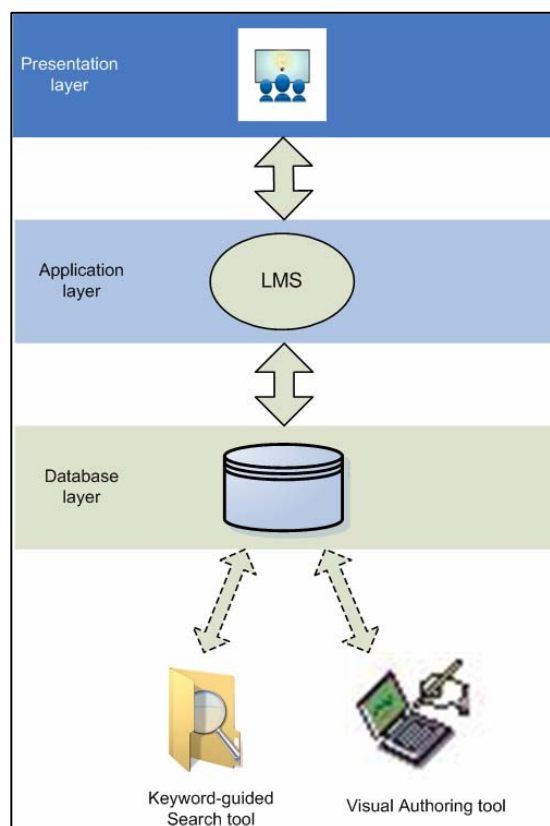 Presentation
layer
Application
layer
LMS
Database
layer
Keyword-guided
Search tool
Visual Authoring tool